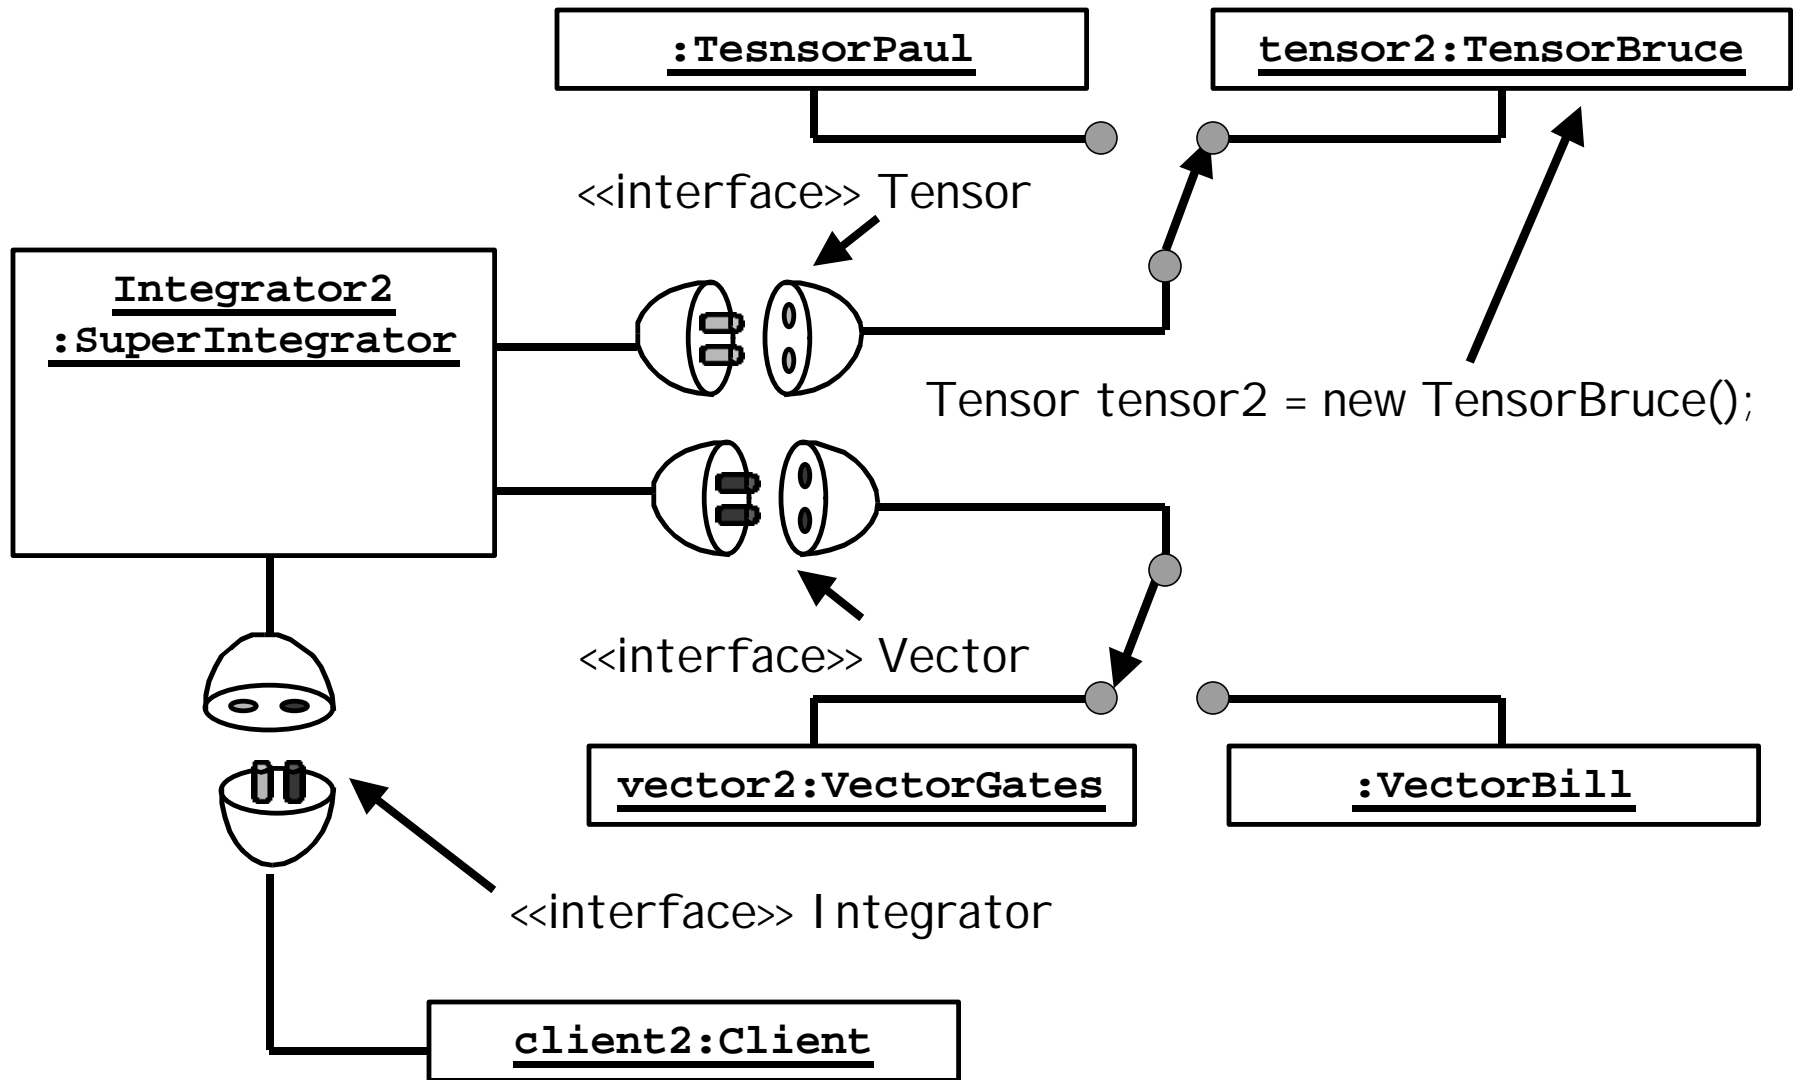 :TesnsorPaul
tensor2:TensorBruce
<<interface>> Tensor
Integrator2
:SuperIntegrator
Tensor tensor2 = new TensorBruce();
<<interface>> Vector
vector2:VectorGates
:VectorBill
<<interface>> Integrator
client2:Client